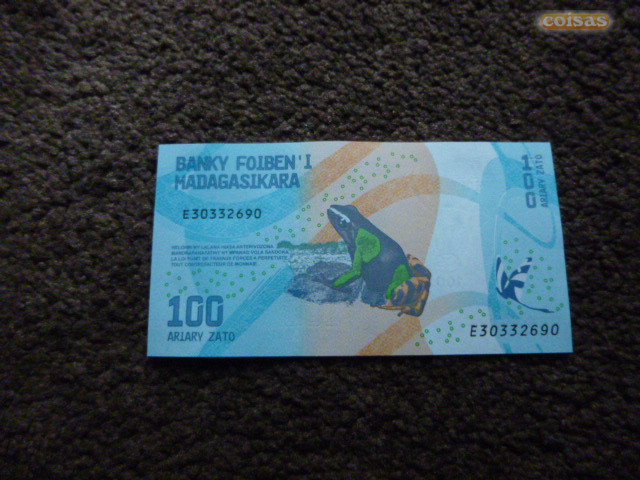 coisas
BANKY FOIBEN'I
MADAGASIKARA
E30332690
100
ARIARY ZATO
100
ARIARY ZATO
E30332690